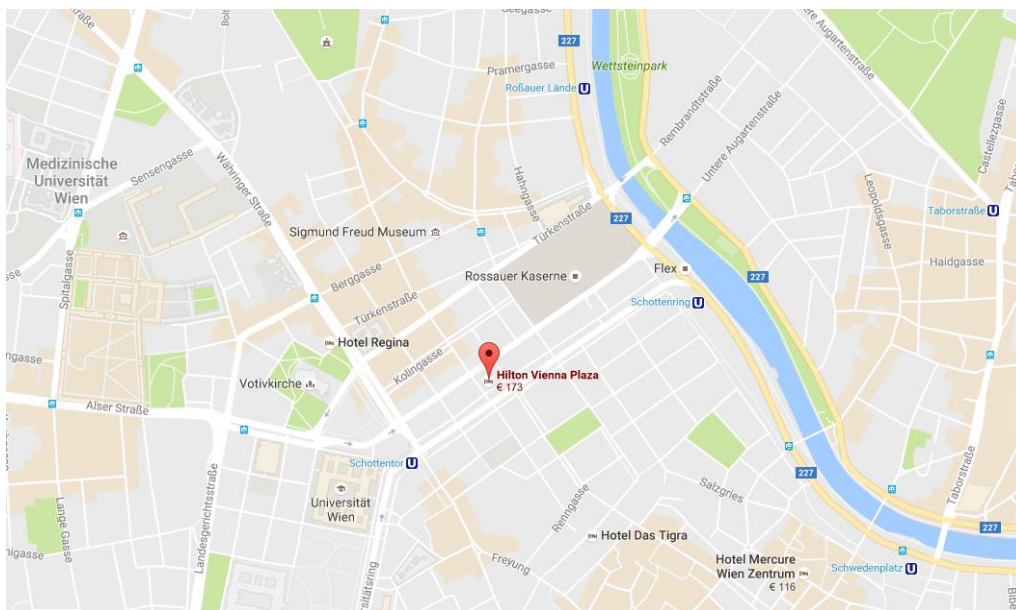 Bolt
Seegasse
227
Untere Augartenstraße
Wettsteinpark
Pramergasse
Roßauer Lände U
Rembrandtstraße
Untere Augartenstraße
Castellezgasse
Medizinische
Universität
Wien
Sensengasse
Währinger Straße
Hahngasse
Leopoldsgasse
Taborstraße U
Sigmund Freud Museum
Türkenstraße
227
Haidgasse
Spitalgasse
Berggasse
Rossauer Kaserne
Flex
227
Schottenring U
Türkenstraße
Hotel Regina
Kolingasse
Hilton Vienna Plaza
€ 173
Votivkirche
Alser Straße
Schottentor U
Universität
Wien
Landesgerichtsstraße
Lange Gasse
Renngasse
Salzgries
227
Taborstraße
Freyung
Hotel Das Tigra
Hotel Mercure
Wien Zentrum
€ 116
Schwedenplatz U
227
Universitätsring